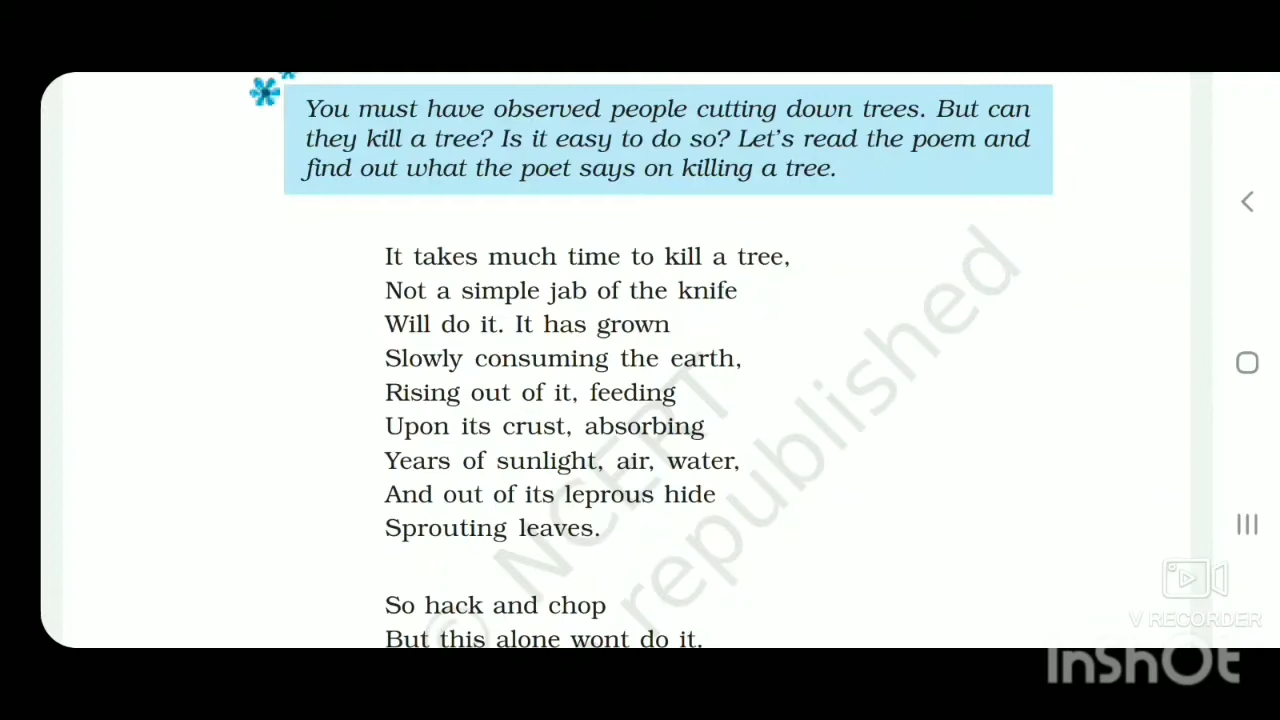 You must have observed people cutting down trees. But can
they kill a tree? Is it easy to do so? Let's read the poem and
find out what the poet says on killing a tree.
It takes much time to kill a tree,
Not a simple jab of the knife
Will do it. It has grown
Slowly consuming the earth,
Rising out of it, feeding
Upon its crust, absorbing
Years of sunlight, air, water,
And out of its leprous hide
Sprouting leaves.
So hack and chop
But this alone wont do it.
© NCERT
republished
V RECORDER
InShOt